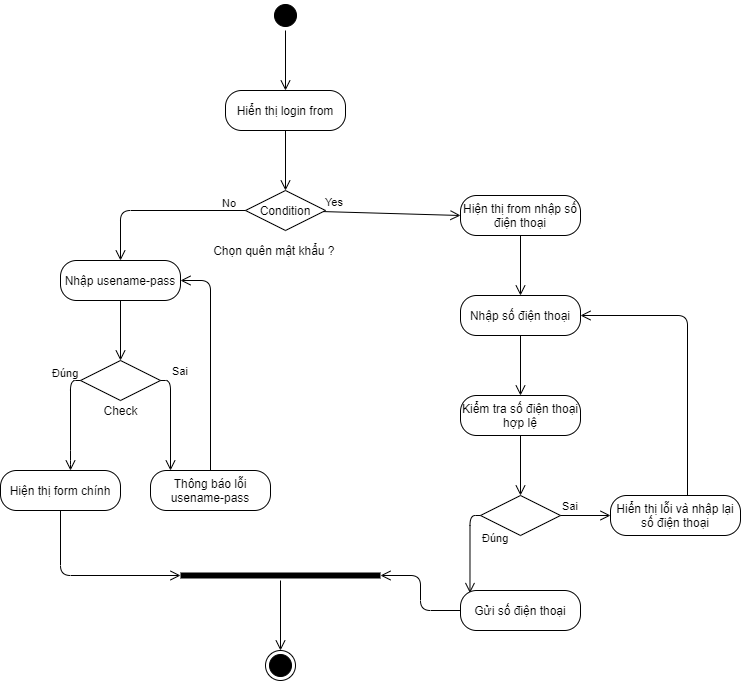 Hiển thị login from
No
Condition
Yes
Chọn quên mật khẩu ?
Hiện thị from nhập số
điện thoại
Nhập usename-pass
Nhập số điện thoại
Đúng
Sai
Check
Kiểm tra số điện thoại
hợp lệ
Hiện thị form chính
Thông báo lỗi
usename-pass
Sai
Đúng
Hiển thị lỗi và nhập lại
số điện thoại
Gửi số điện thoại